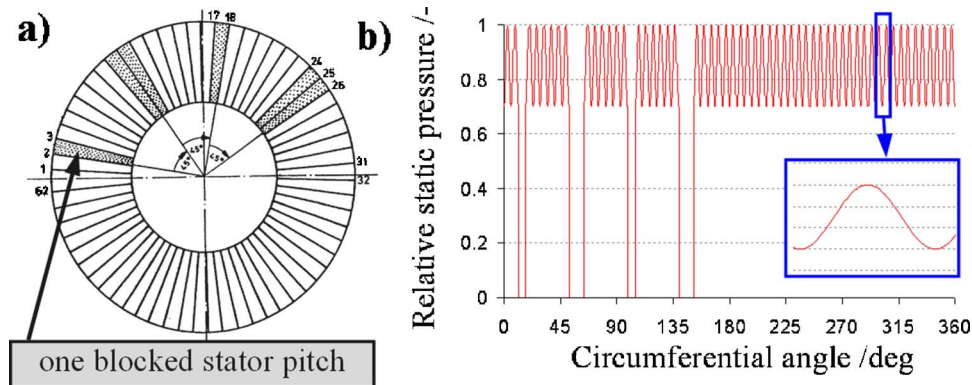 a)
17 18
24
25
26
3
2
1
62
31
32
45° 45° 45° 45°
one blocked stator pitch
b)
Relative static pressure /-
1
0.8
0.6
0.4
0.2
0
0 45 90 135 180 225 270 315 360
Circumferential angle /deg